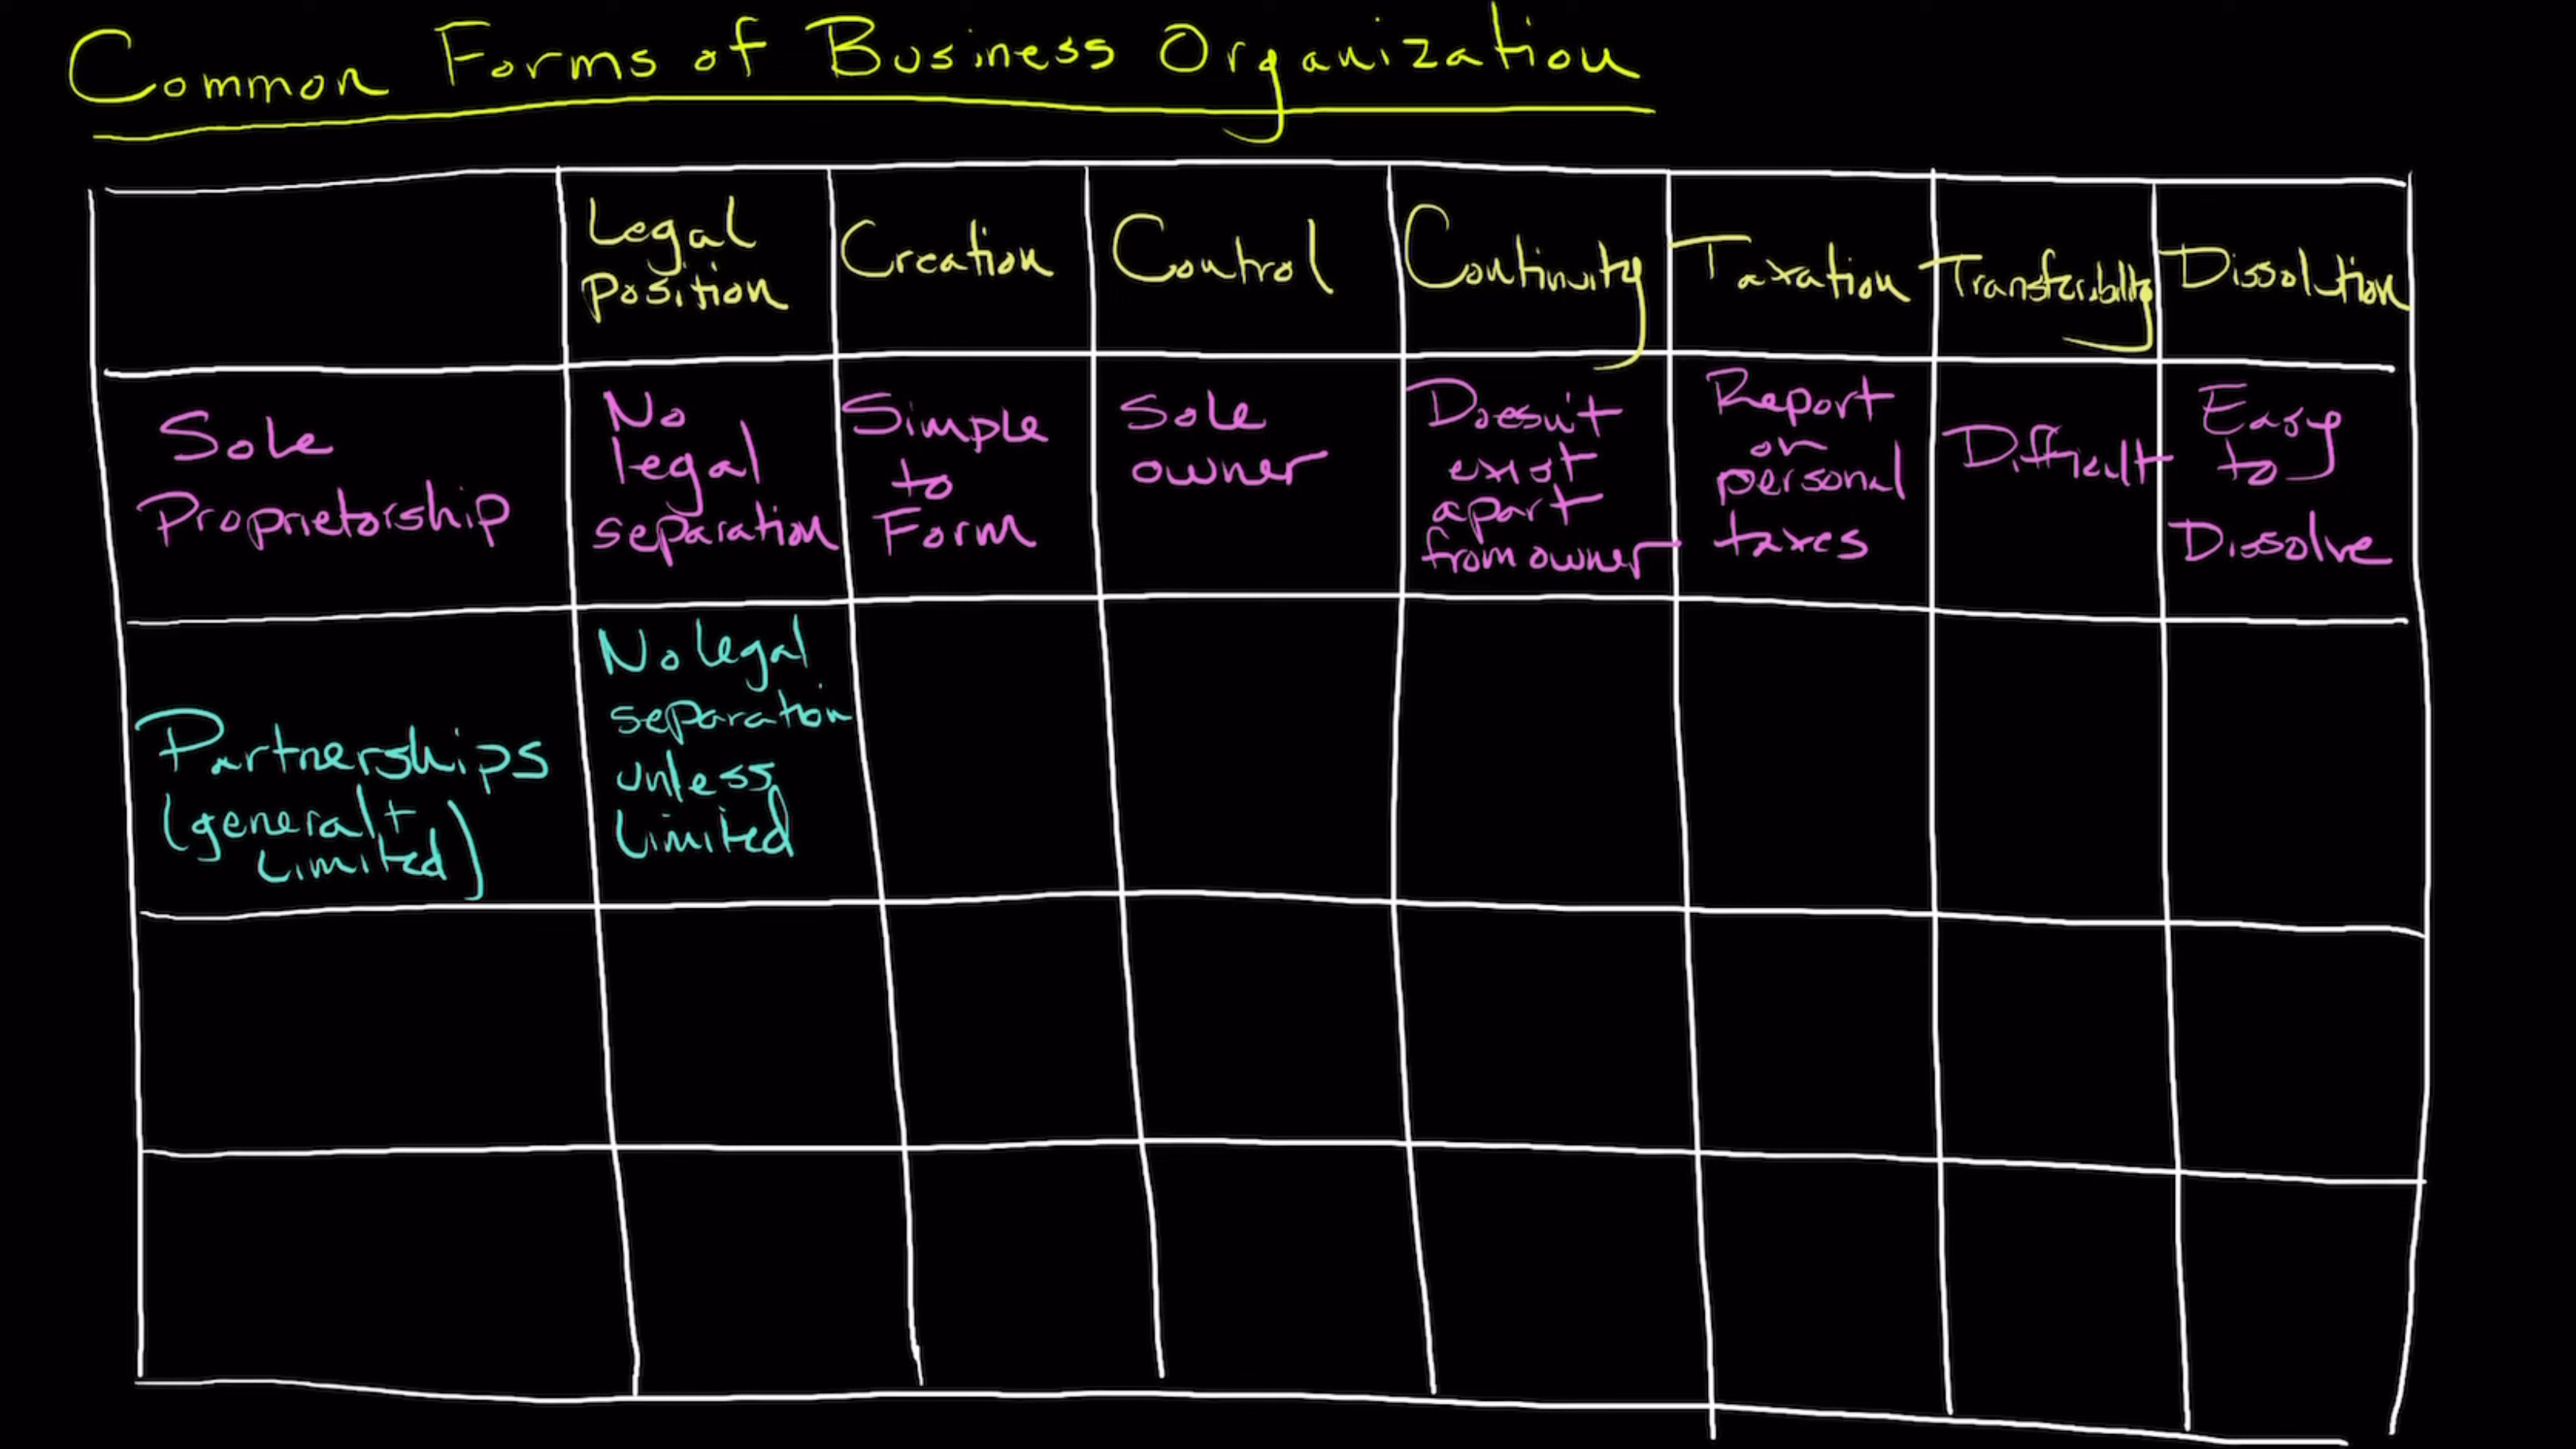 Common Forms of Business Organization
Legal
Position
Creation
Control
Continuity
Taxation
Transferability
Dissolution
Sole
Proprietorship
No
legal
separation
Simple
to
Form
Sole
owner
Doesn't
exist
apart
from owner
Report
on
personal
taxes
Difficult
Easy
to
Dissolve
Partnerships
(general +
Limited)
No legal
separation
unless
Limited